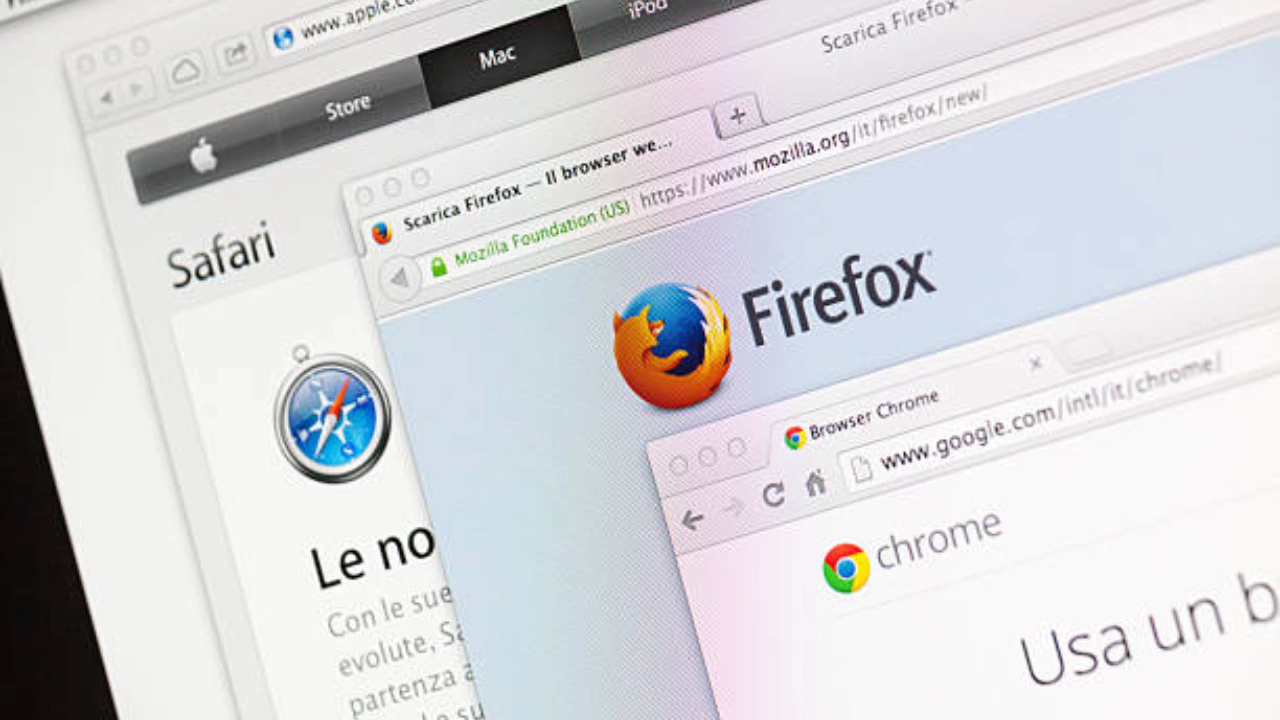 www.apple.co
Store
Mac
iPod
Safari
Le no
Con le sue
evolute, Sa
partenza a
Scarica Firefox –
Scarica Firefox — Il browser we...
+
Mozilla Foundation (US)
https://www.mozilla.org/it/firefox/new/
Firefox
Browser Chrome
www.google.com/intl/it/chrome/
chrome
Usa un b